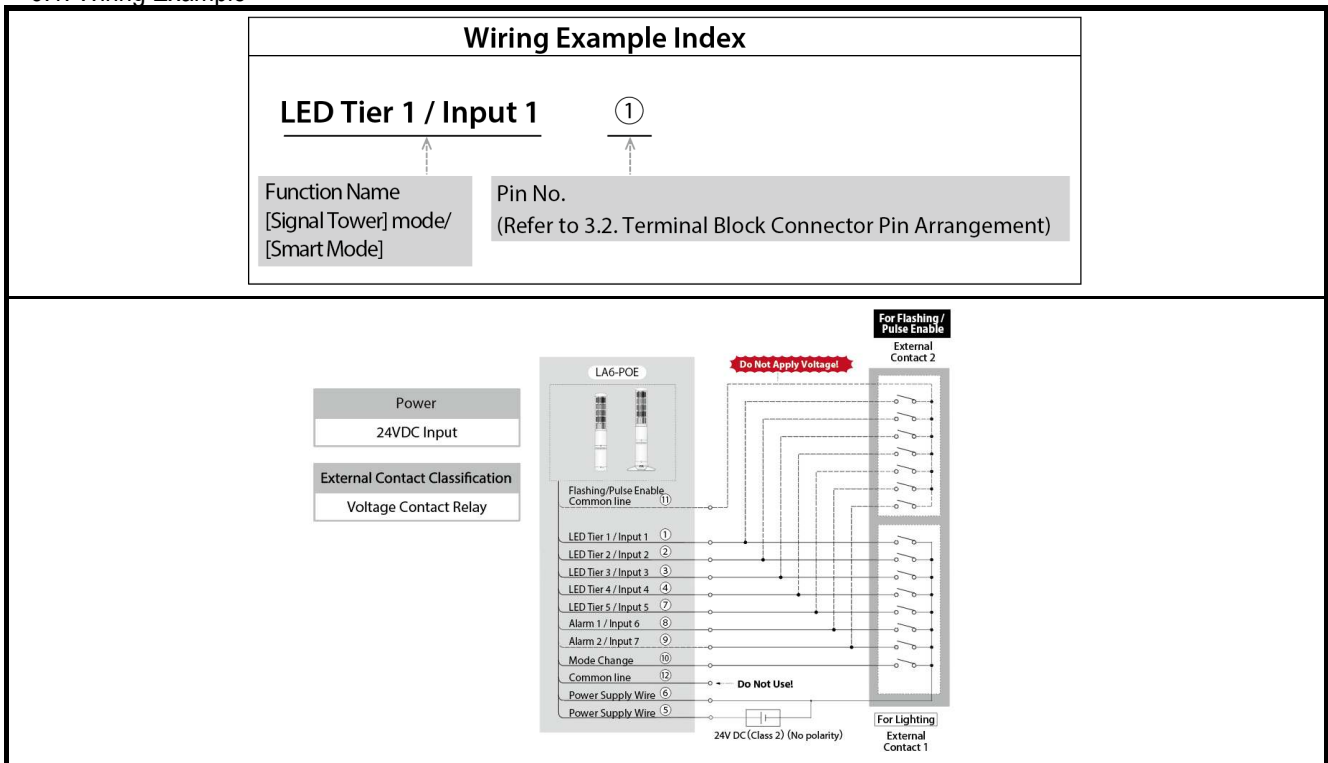 Wiring Example Index
LED Tier 1 / Input 1 ①
Function Name
[Signal Tower] mode/
[Smart Mode]
Pin No.
(Refer to 3.2. Terminal Block Connector Pin Arrangement)
Power
24VDC Input
External Contact Classification
Voltage Contact Relay
LA6-POE
Do Not Apply Voltage!
For Flashing /
Pulse Enable
External
Contact 2
Flashing/Pulse Enable
Common line ⑪
LED Tier 1 / Input 1 ①
LED Tier 2 / Input 2 ②
LED Tier 3 / Input 3 ③
LED Tier 4 / Input 4 ④
LED Tier 5 / Input 5 ⑦
Alarm 1 / Input 6 ⑧
Alarm 2 / Input 7 ⑨
Mode Change ⑩
Common line ⑫
Do Not Use!
Power Supply Wire ⑥
Power Supply Wire ⑤
24V DC (Class 2) (No polarity)
For Lighting
External
Contact 1